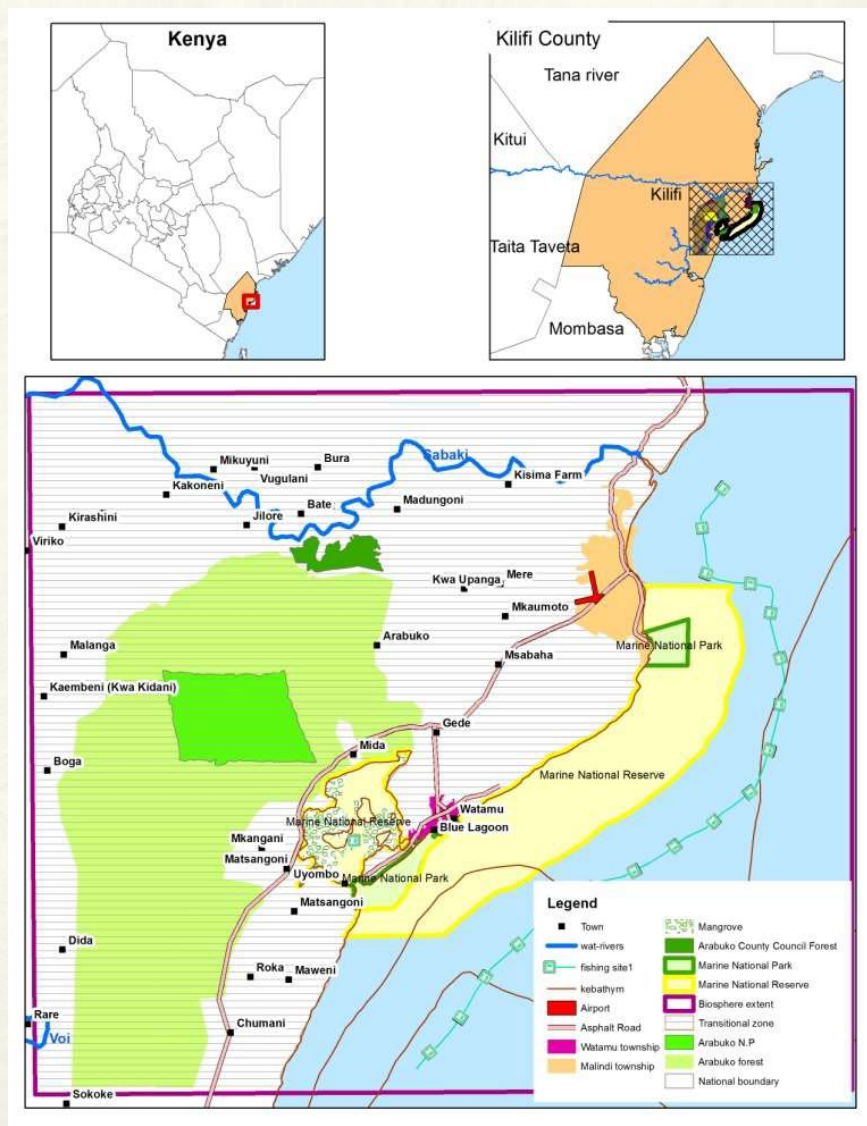 Kenya
Kilifi County
Tana river
Kitui
Kilifi
Taita Taveta
Mombasa
Sabaki
Mikuyuni
Bura
Vugulani
Kakoneni
Kisima Farm
Bate
Madungoni
Kirashini
Jilore
Viriko
Kwa Upanga
Mere
Mkaumoto
Malanga
Arabuko
Marine National Park
Msabaha
Kaembeni (Kwa Kidani)
Gede
Mida
Boga
Marine National Reserve
Watamu
Marine National Reserve
Blue Lagoon
Mkangani
Matsangoni
Uyombo
Marine National Park
Matsangoni
Dida
Roka
Maweni
Rare
Chumani
Voi
Sokoke
Legend
Town
wat-rivers
fishing site1
kebathym
Airport
Asphalt Road
Watamu township
Malindi township
Mangrove
Arabuko County Council Forest
Marine National Park
Marine National Reserve
Biosphere extent
Transitional zone
Arabuko N.P
Arabuko forest
National boundary